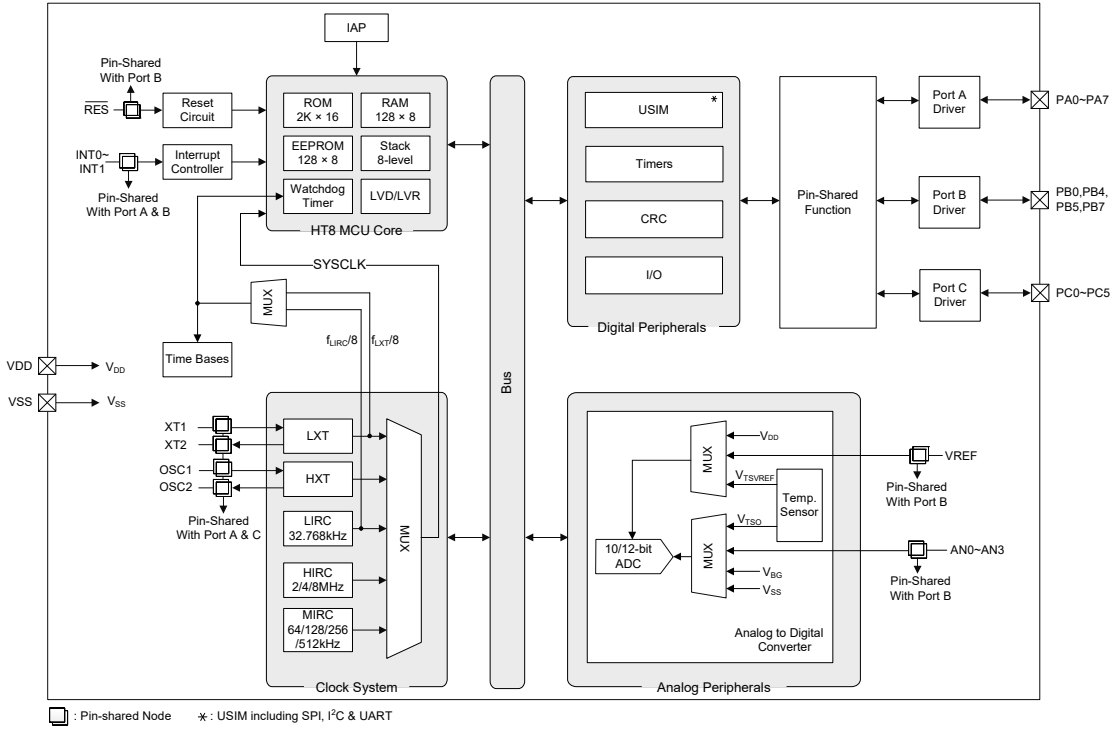 IAP
Pin-Shared
With Port B
RES
Reset
Circuit
INT0~
INT1
Interrupt
Controller
Pin-Shared
With Port A & B
ROM
2K × 16
RAM
128 × 8
EEPROM
128 × 8
Stack
8-level
Watchdog
Timer
LVD/LVR
HT8 MCU Core
SYSCLK
MUX
fLIRC/8
fLXT/8
Time Bases
VDD
VDD
VSS
VSS
XT1
XT2
OSC1
OSC2
Pin-Shared
With Port A & C
LXT
HXT
LIRC
32.768kHz
HIRC
2/4/8MHz
MIRC
64/128/256
/512kHz
MUX
Clock System
Bus
USIM
*
Timers
CRC
I/O
Digital Peripherals
Pin-Shared
Function
Port A
Driver
PA0~PA7
Port B
Driver
PB0,PB4,
PB5,PB7
Port C
Driver
PC0~PC5
MUX
VDD
VTSVREF
Temp.
Sensor
VREF
Pin-Shared
With Port B
VTSO
10/12-bit
ADC
MUX
VBG
VSS
AN0~AN3
Pin-Shared
With Port B
Analog to Digital
Converter
Analog Peripherals
: Pin-shared Node
* : USIM including SPI, I²C & UART